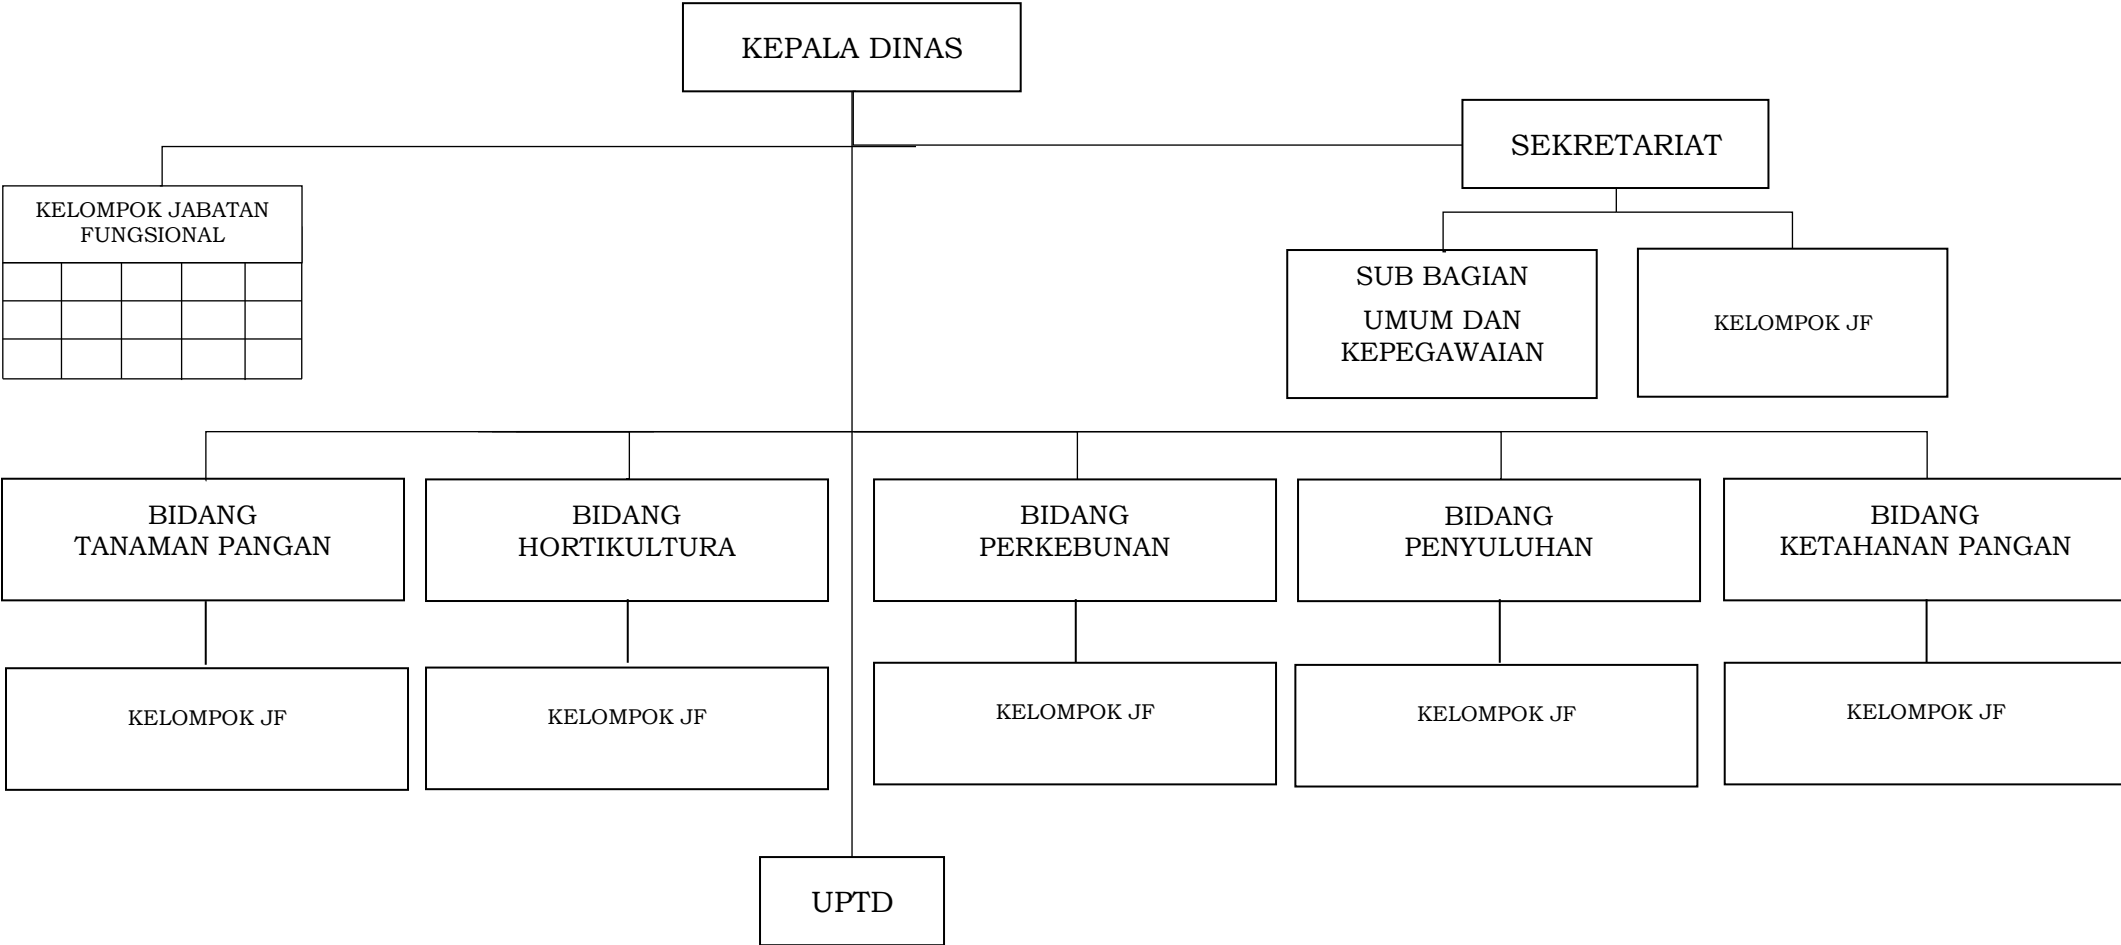 KEPALA DINAS
SEKRETARIAT
KELOMPOK JABATAN
FUNGSIONAL
SUB BAGIAN
UMUM DAN
KEPEGAWAIAN
KELOMPOK JF
BIDANG
TANAMAN PANGAN
BIDANG
HORTIKULTURA
BIDANG
PERKEBUNAN
BIDANG
PENYULUHAN
BIDANG
KETAHANAN PANGAN
KELOMPOK JF
KELOMPOK JF
KELOMPOK JF
KELOMPOK JF
KELOMPOK JF
UPTD